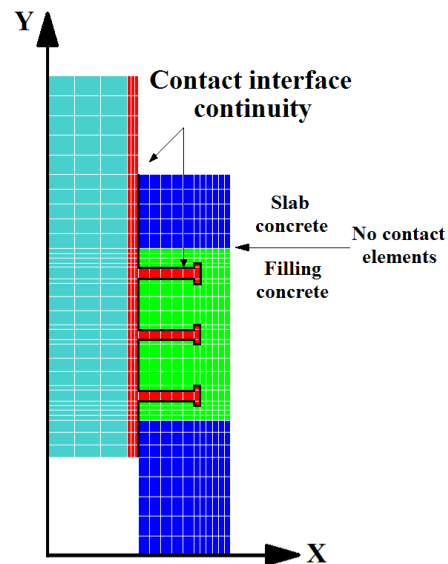 Y
Contact interface
continuity
Slab
concrete
No contact
elements
Filling
concrete
X